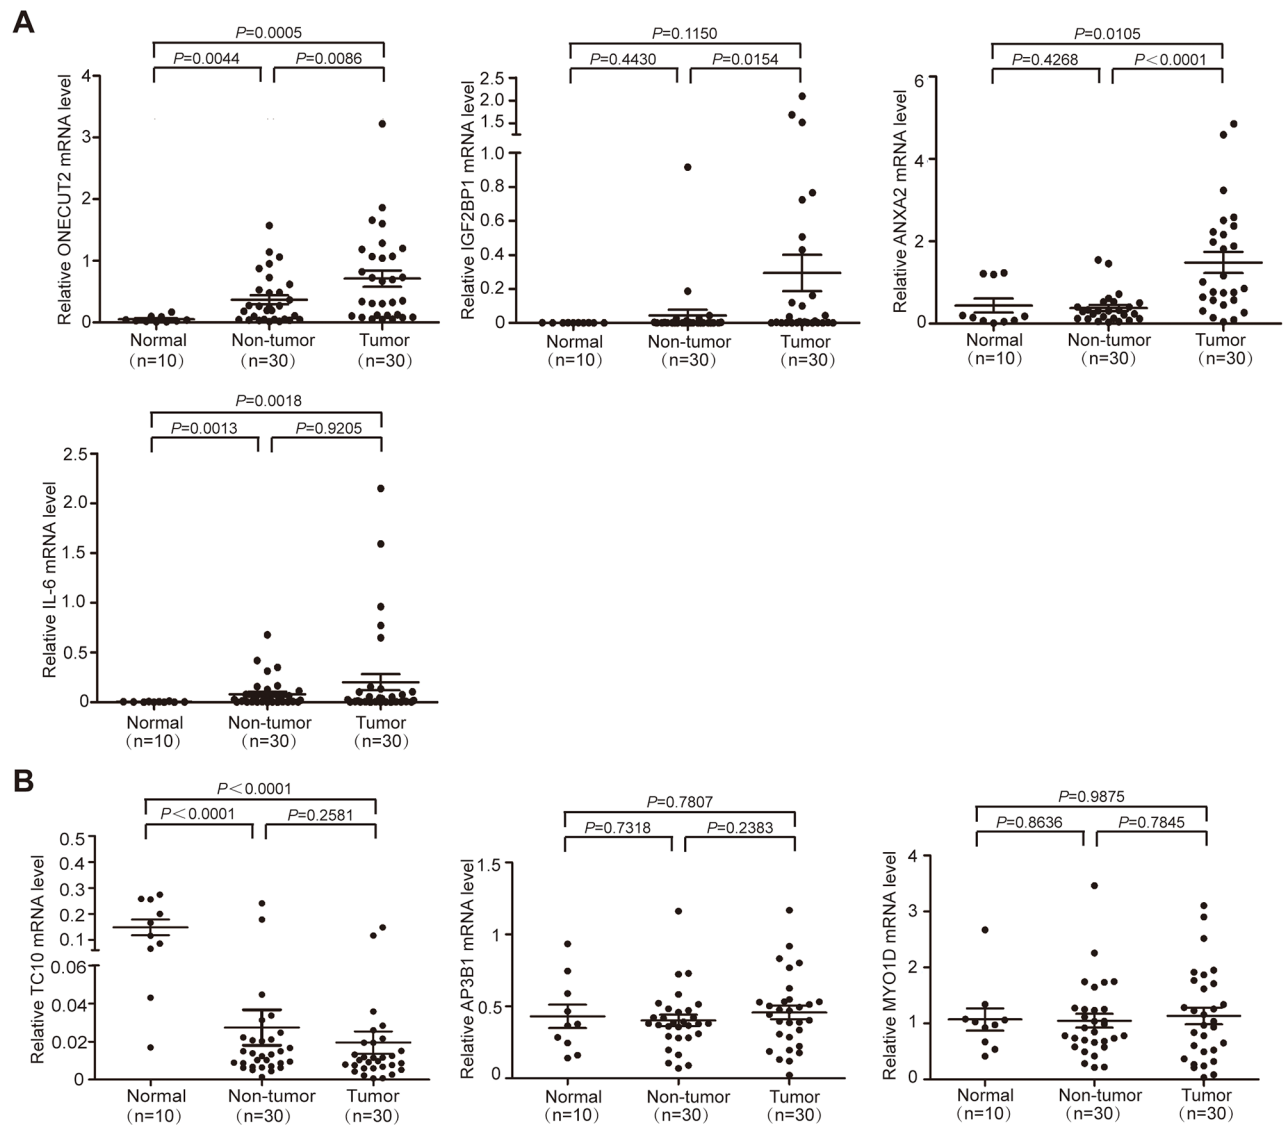 A
P=0.0005
P=0.0044
P=0.0086
Relative ONECUT2 mRNA level
4
3
2
1
0
Normal
(n=10)
Non-tumor
(n=30)
Tumor
(n=30)
P=0.1150
P=0.4430
P=0.0154
Relative IGF2BP1 mRNA level
2.5
2.0
1.5
1.0
0.8
0.6
0.4
0.2
0
Normal
(n=10)
Non-tumor
(n=30)
Tumor
(n=30)
P=0.0105
P=0.4268
P<0.0001
Relative ANXA2 mRNA level
6
4
2
0
Normal
(n=10)
Non-tumor
(n=30)
Tumor
(n=30)
P=0.0018
P=0.0013
P=0.9205
Relative IL-6 mRNA level
2.5
2.0
1.5
1.0
0.5
0
Normal
(n=10)
Non-tumor
(n=30)
Tumor
(n=30)
B
P<0.0001
P<0.0001
P=0.2581
Relative TC10 mRNA level
0.5
0.4
0.3
0.2
0.1
0.06
0.04
0.02
0
Normal
(n=10)
Non-tumor
(n=30)
Tumor
(n=30)
P=0.7807
P=0.7318
P=0.2383
Relative AP3B1 mRNA level
1.5
1
0.5
0
Normal
(n=10)
Non-tumor
(n=30)
Tumor
(n=30)
P=0.9875
P=0.8636
P=0.7845
Relative MYO1D mRNA level
4
3
2
1
0
Normal
(n=10)
Non-tumor
(n=30)
Tumor
(n=30)